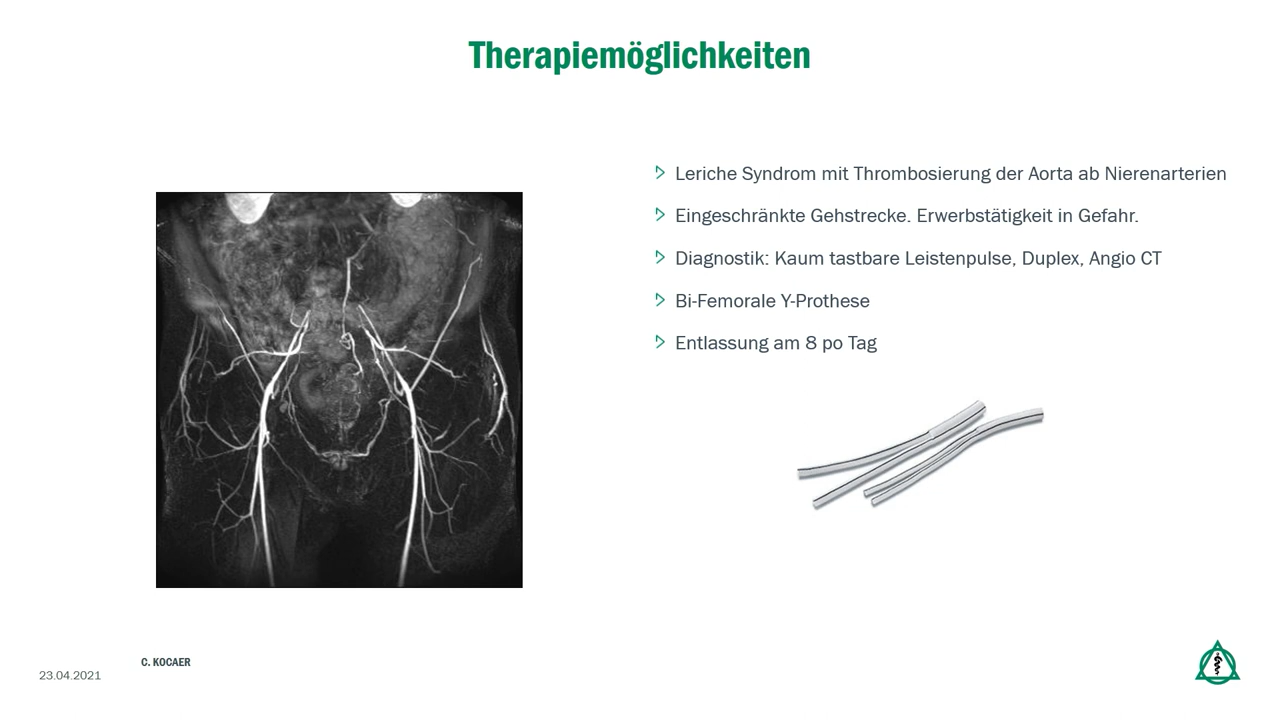 Therapiemöglichkeiten
Leriche Syndrom mit Thrombosierung der Aorta ab Nierenarterien
Eingeschränkte Gehstrecke. Erwerbstätigkeit in Gefahr.
Diagnostik: Kaum tastbare Leistenpulse, Duplex, Angio CT
Bi-Femorale Y-Prothese
Entlassung am 8 po Tag
C. KOCAER
23.04.2021